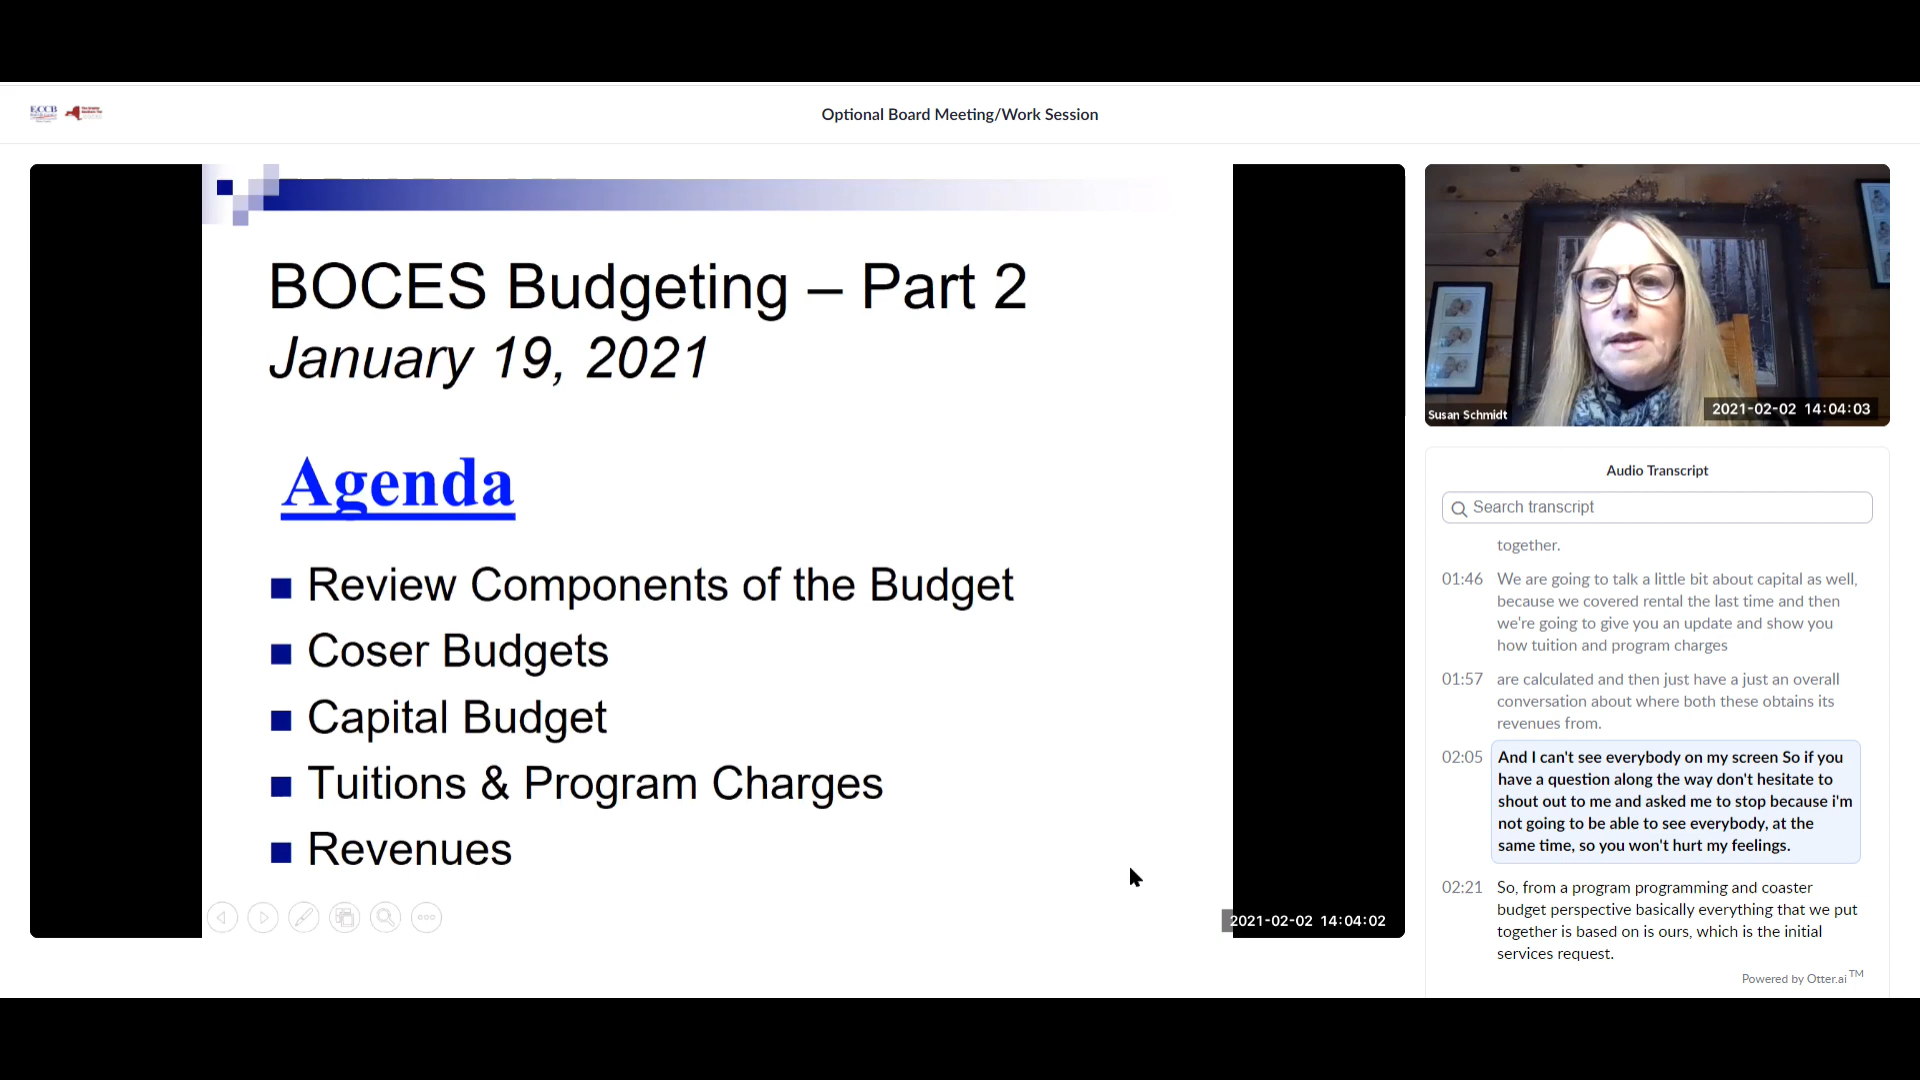 ECCB
Optional Board Meeting/Work Session
BOCES Budgeting – Part 2
January 19, 2021
Agenda
Review Components of the Budget
Coser Budgets
Capital Budget
Tuitions & Program Charges
Revenues
2021-02-02 14:04:02
Susan Schmidt
2021-02-02 14:04:03
Audio Transcript
Search transcript
together.
01:46 We are going to talk a little bit about capital as well,
because we covered rental the last time and then
we're going to give you an update and show you
how tuition and program charges
01:57 are calculated and then just have a just an overall
conversation about where both these obtains its
revenues from.
02:05 And I can't see everybody on my screen So if you
have a question along the way don't hesitate to
shout out to me and asked me to stop because i'm
not going to be able to see everybody, at the
same time, so you won't hurt my feelings.
02:21 So, from a program programming and coaster
budget perspective basically everything that we put
together is based on is ours, which is the initial
services request.
Powered by Otter.ai TM